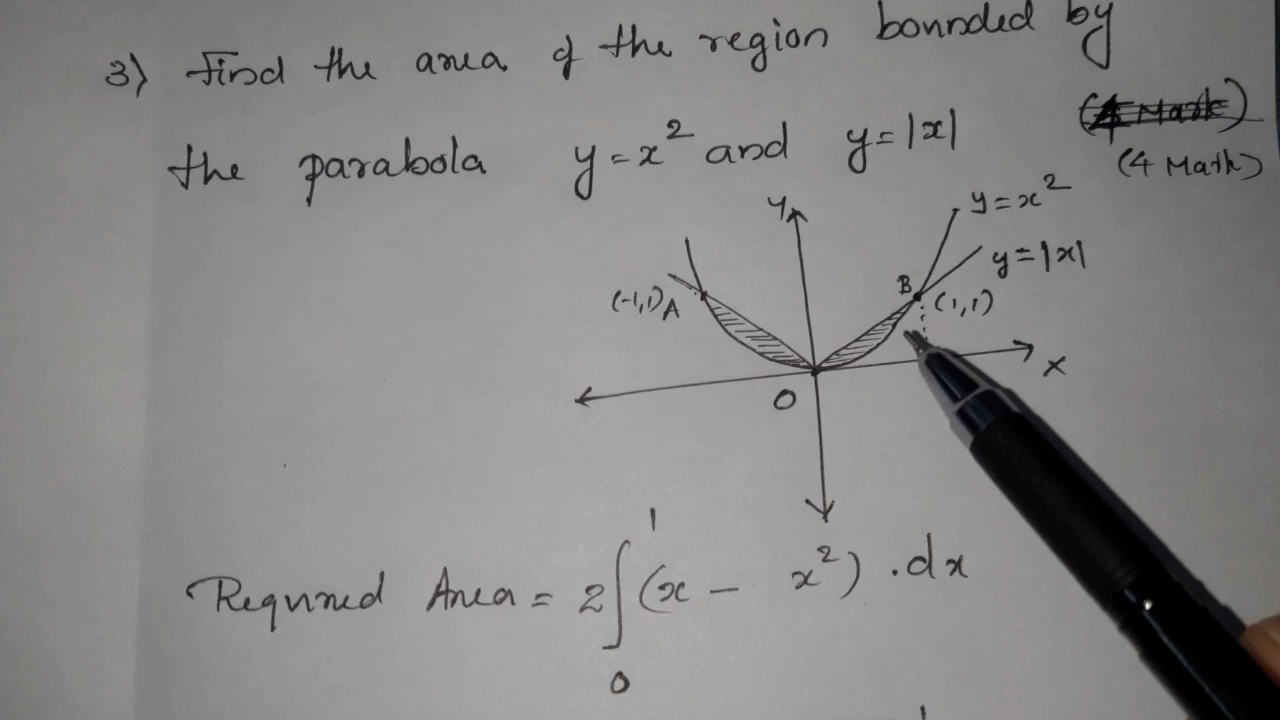 3) Find the area of the region bounded by
the parabola y=x² and y=|x|
(4 Mark)
(4 Mark)
y
y=x²
y=|x|
(-1,1) A
B
(1,1)
x
O
Required Area = 2∫₀¹ (x - x²) .dx